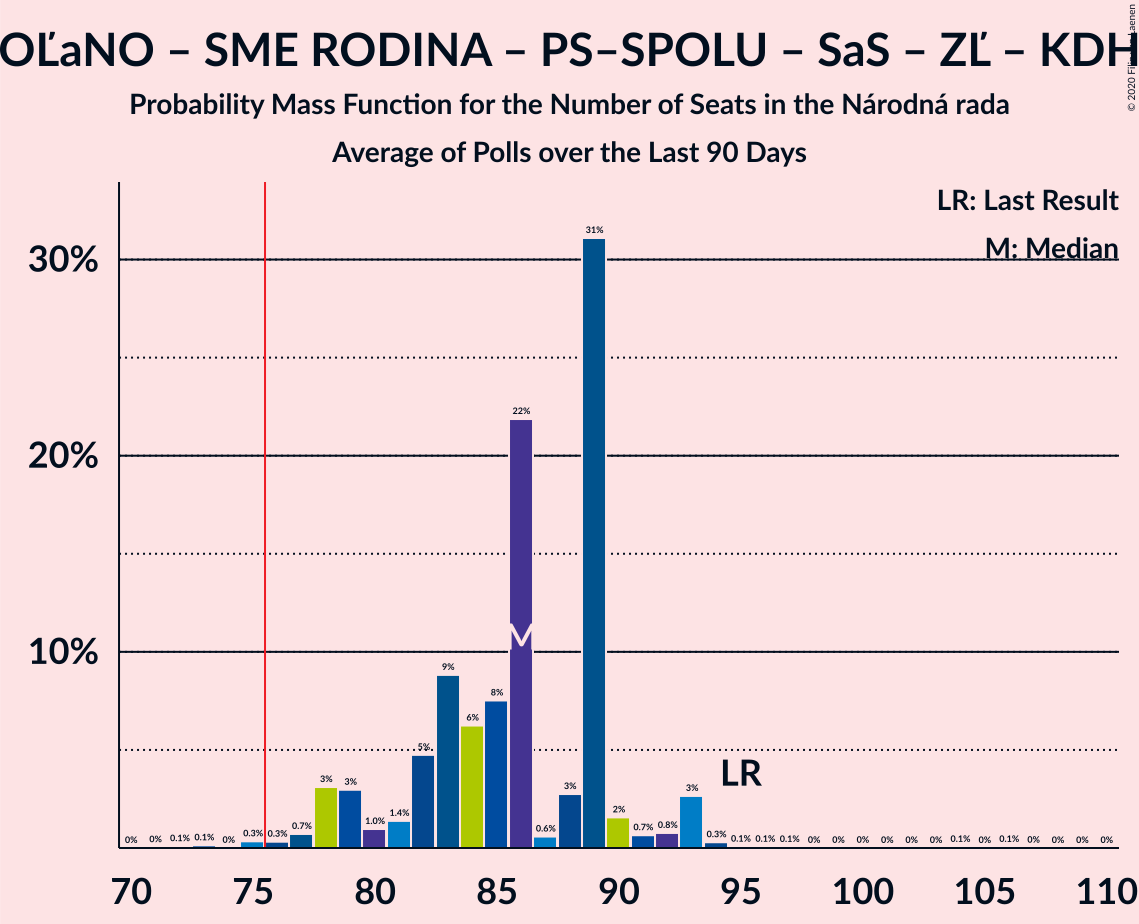 OĽaNO – SME RODINA – PS–SPOLU – SaS – ZĽ – KDH
Probability Mass Function for the Number of Seats in the Národná rada
Average of Polls over the Last 90 Days
© 2020 Filip Laenen
LR: Last Result
M: Median
30%
20%
10%
0% 0% 0.1% 0.1% 0% 0.3% 0.3% 0.7% 3% 3% 1.0% 1.4% 5% 9% 6% 8% 22% 0.6% 3% 31% 2% 0.7% 0.8% 3% 0.3% 0.1% 0.1% 0.1% 0% 0% 0% 0% 0% 0% 0.1% 0% 0.1% 0% 0% 0% 0%
M
LR
70 75 80 85 90 95 100 105 110